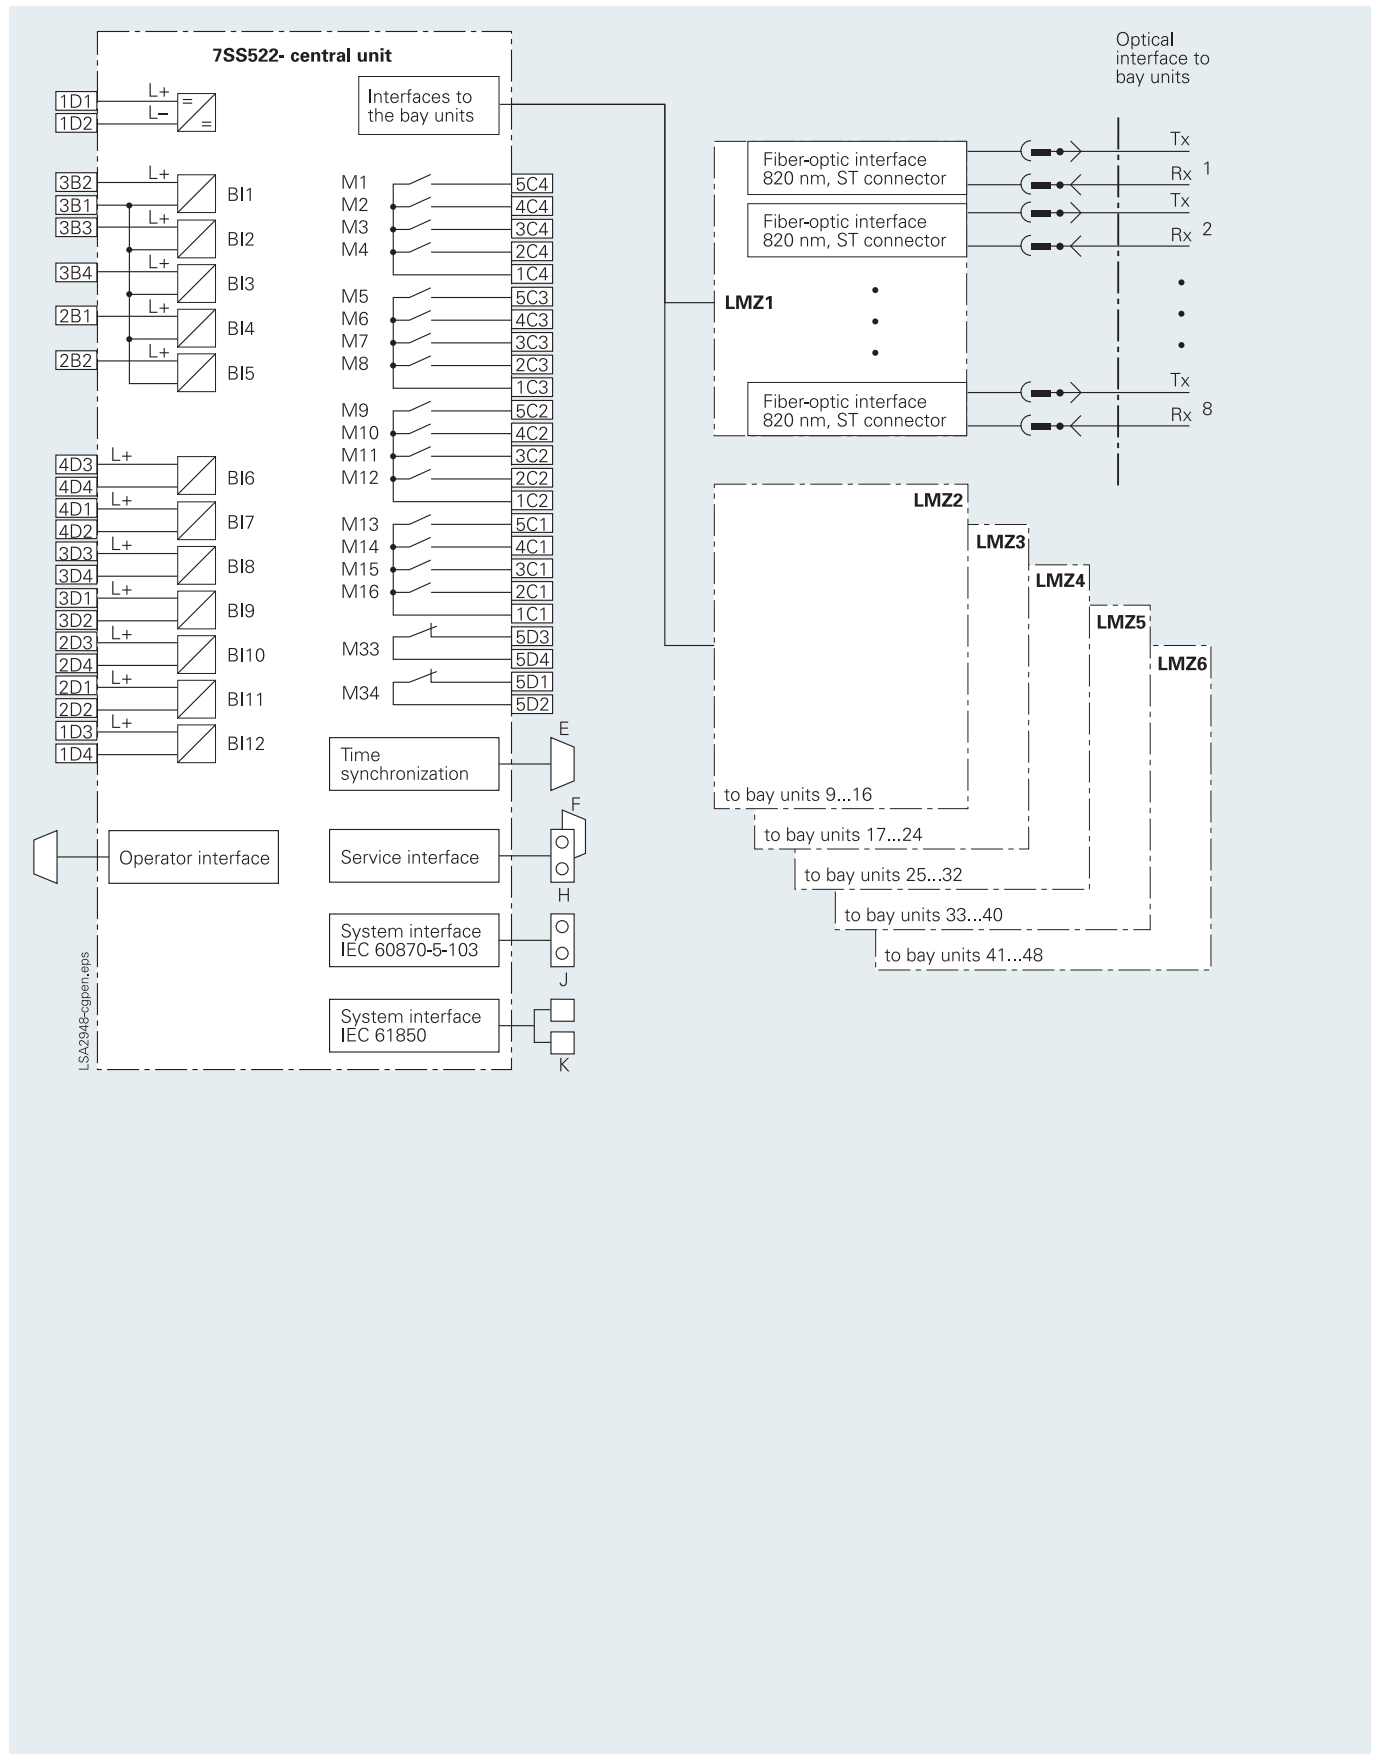 7SS522- central unit
1D1
L+
1D2
L–
=
=
Interfaces to
the bay units
3B2
L+
BI1
3B1
3B3
L+
BI2
3B4
L+
BI3
2B1
L+
BI4
2B2
L+
BI5
4D3
L+
BI6
4D4
4D1
L+
BI7
4D2
3D3
L+
BI8
3D4
3D1
L+
BI9
3D2
2D3
L+
BI10
2D4
2D1
L+
BI11
2D2
1D3
L+
BI12
1D4
M1
5C4
M2
4C4
M3
3C4
M4
2C4
1C4
M5
5C3
M6
4C3
M7
3C3
M8
2C3
1C3
M9
5C2
M10
4C2
M11
3C2
M12
2C2
1C2
M13
5C1
M14
4C1
M15
3C1
M16
2C1
1C1
M33
5D3
5D4
M34
5D1
5D2
Time
synchronization
E
Operator interface
Service interface
F
H
System interface
IEC 60870-5-103
J
System interface
IEC 61850
K
LSA2948-cgpen.eps
Optical
interface to
bay units
Fiber-optic interface
820 nm, ST connector
Tx
Rx
1
Fiber-optic interface
820 nm, ST connector
Tx
Rx
2
LMZ1
Fiber-optic interface
820 nm, ST connector
Tx
Rx
8
LMZ2
to bay units 9...16
LMZ3
to bay units 17...24
LMZ4
to bay units 25...32
LMZ5
to bay units 33...40
LMZ6
to bay units 41...48